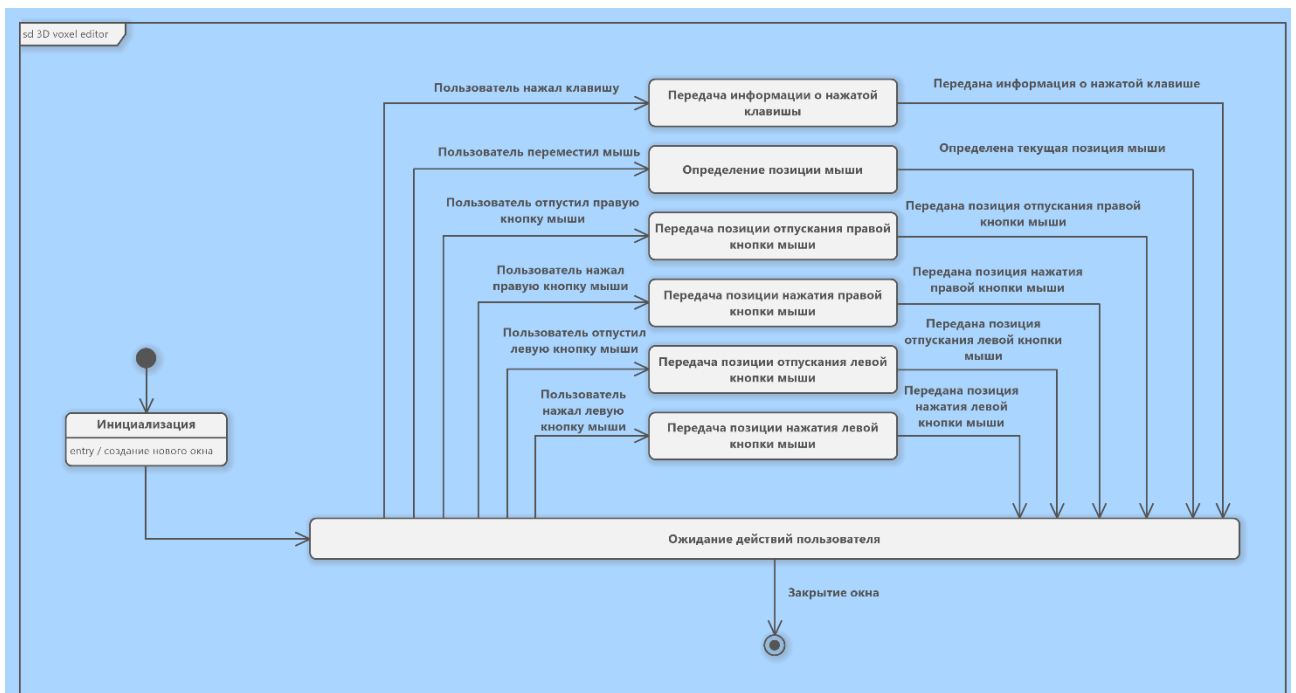 sd 3D voxel editor
Пользователь нажал клавишу
Передача информации о нажатой
клавишы
Передана информация о нажатой клавише
Пользователь переместил мышь
Определение позиции мыши
Определена текущая позиция мыши
Пользователь отпустил правую
кнопку мыши
Передача позиции отпускания правой
кнопки мыши
Передана позиция отпускания правой
кнопки мыши
Пользователь нажал
правую кнопку мыши
Передача позиции нажатия правой
кнопки мыши
Передана позиция нажатия
правой кнопки мыши
Пользователь отпустил
левую кнопку мыши
Передача позиции отпускания левой
кнопки мыши
Передана позиция
отпускания левой кнопки
мыши
Пользователь
нажал левую
кнопку мыши
Передача позиции нажатия левой
кнопки мыши
Передана позиция
нажатия левой
кнопки мыши
Инициализация
entry / создание нового окна
Ожидание действий пользователя
Закрытие окна